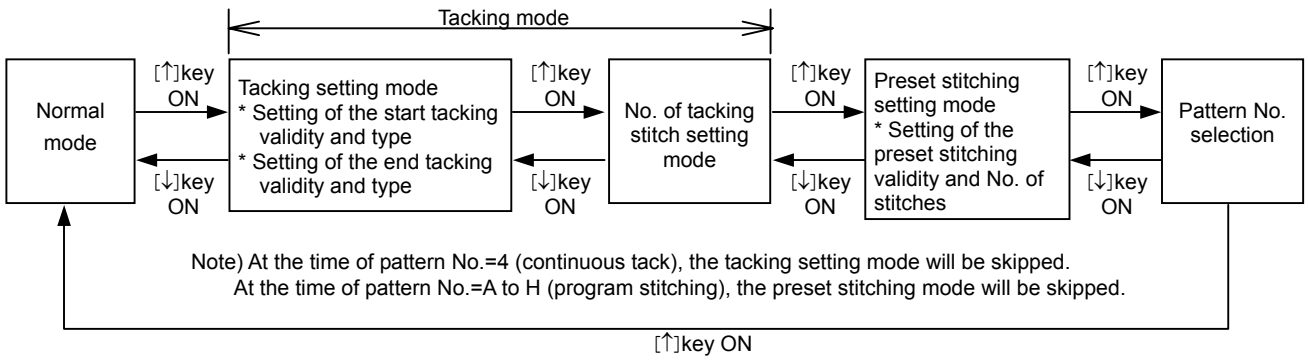 Tacking mode
Normal
mode
[↑]key
ON
[↓]key
ON
Tacking setting mode
* Setting of the start tacking
validity and type
* Setting of the end tacking
validity and type
[↑]key
ON
[↓]key
ON
No. of tacking
stitch setting
mode
[↑]key
ON
[↓]key
ON
Preset stitching
setting mode
* Setting of the
preset stitching
validity and No. of
stitches
[↑]key
ON
[↓]key
ON
Pattern No.
selection
Note) At the time of pattern No.=4 (continuous tack), the tacking setting mode will be skipped.
At the time of pattern No.=A to H (program stitching), the preset stitching mode will be skipped.
[↑]key ON